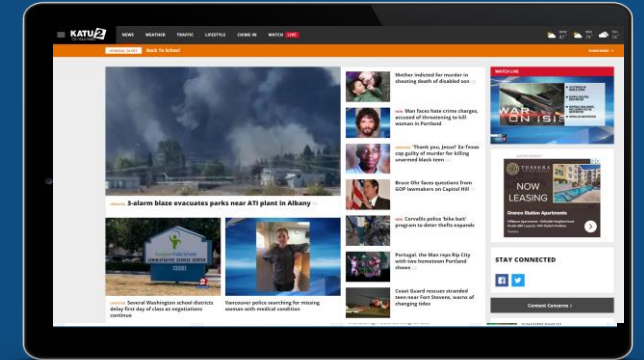 KATU2
On Your Side
NEWS WEATHER TRAFFIC LIFESTYLE CHIME IN WATCH LIVE
Back To School
3-alarm blaze evacuates parks near ATI plant in Albany
Several Washington school districts
delay first day of class as negotiations
continue
Vancouver police searching for missing
woman with medical condition
Mother indicted for murder in
shooting death of disabled son
NEW Man faces hate crime charges,
accused of threatening to kill
woman in Portland
'Thank you, Jesus!' Ex-Texas
cop guilty of murder for killing
unarmed black teen
Bruce Ohr faces questions from
GOP lawmakers on Capitol Hill
NEW Corvallis police 'bike bait'
program to deter thefts expands
Portugal. the Man reps Rip City
with two hometown Portland
shows
Coast Guard rescues stranded
teen near Fort Stevens, warns of
changing tides
WATCH LIVE
WAR
ON ISIS
TESSERA
NOW
LEASING
Orenco Station Apartments
STAY CONNECTED
Content Concerns >